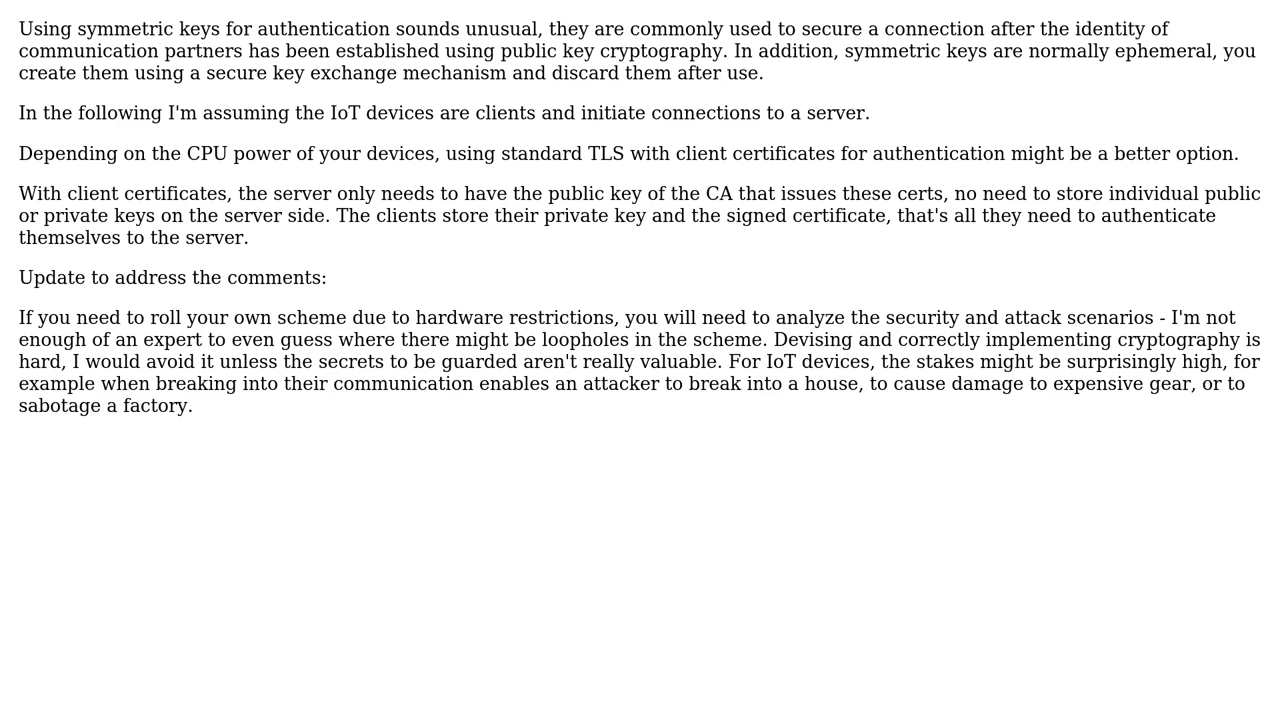 Using symmetric keys for authentication sounds unusual, they are commonly used to secure a connection after the identity of
communication partners has been established using public key cryptography. In addition, symmetric keys are normally ephemeral, you
create them using a secure key exchange mechanism and discard them after use.
In the following I'm assuming the IoT devices are clients and initiate connections to a server.
Depending on the CPU power of your devices, using standard TLS with client certificates for authentication might be a better option.
With client certificates, the server only needs to have the public key of the CA that issues these certs, no need to store individual public
or private keys on the server side. The clients store their private key and the signed certificate, that's all they need to authenticate
themselves to the server.
Update to address the comments:
If you need to roll your own scheme due to hardware restrictions, you will need to analyze the security and attack scenarios - I'm not
enough of an expert to even guess where there might be loopholes in the scheme. Devising and correctly implementing cryptography is
hard, I would avoid it unless the secrets to be guarded aren't really valuable. For IoT devices, the stakes might be surprisingly high, for
example when breaking into their communication enables an attacker to break into a house, to cause damage to expensive gear, or to
sabotage a factory.